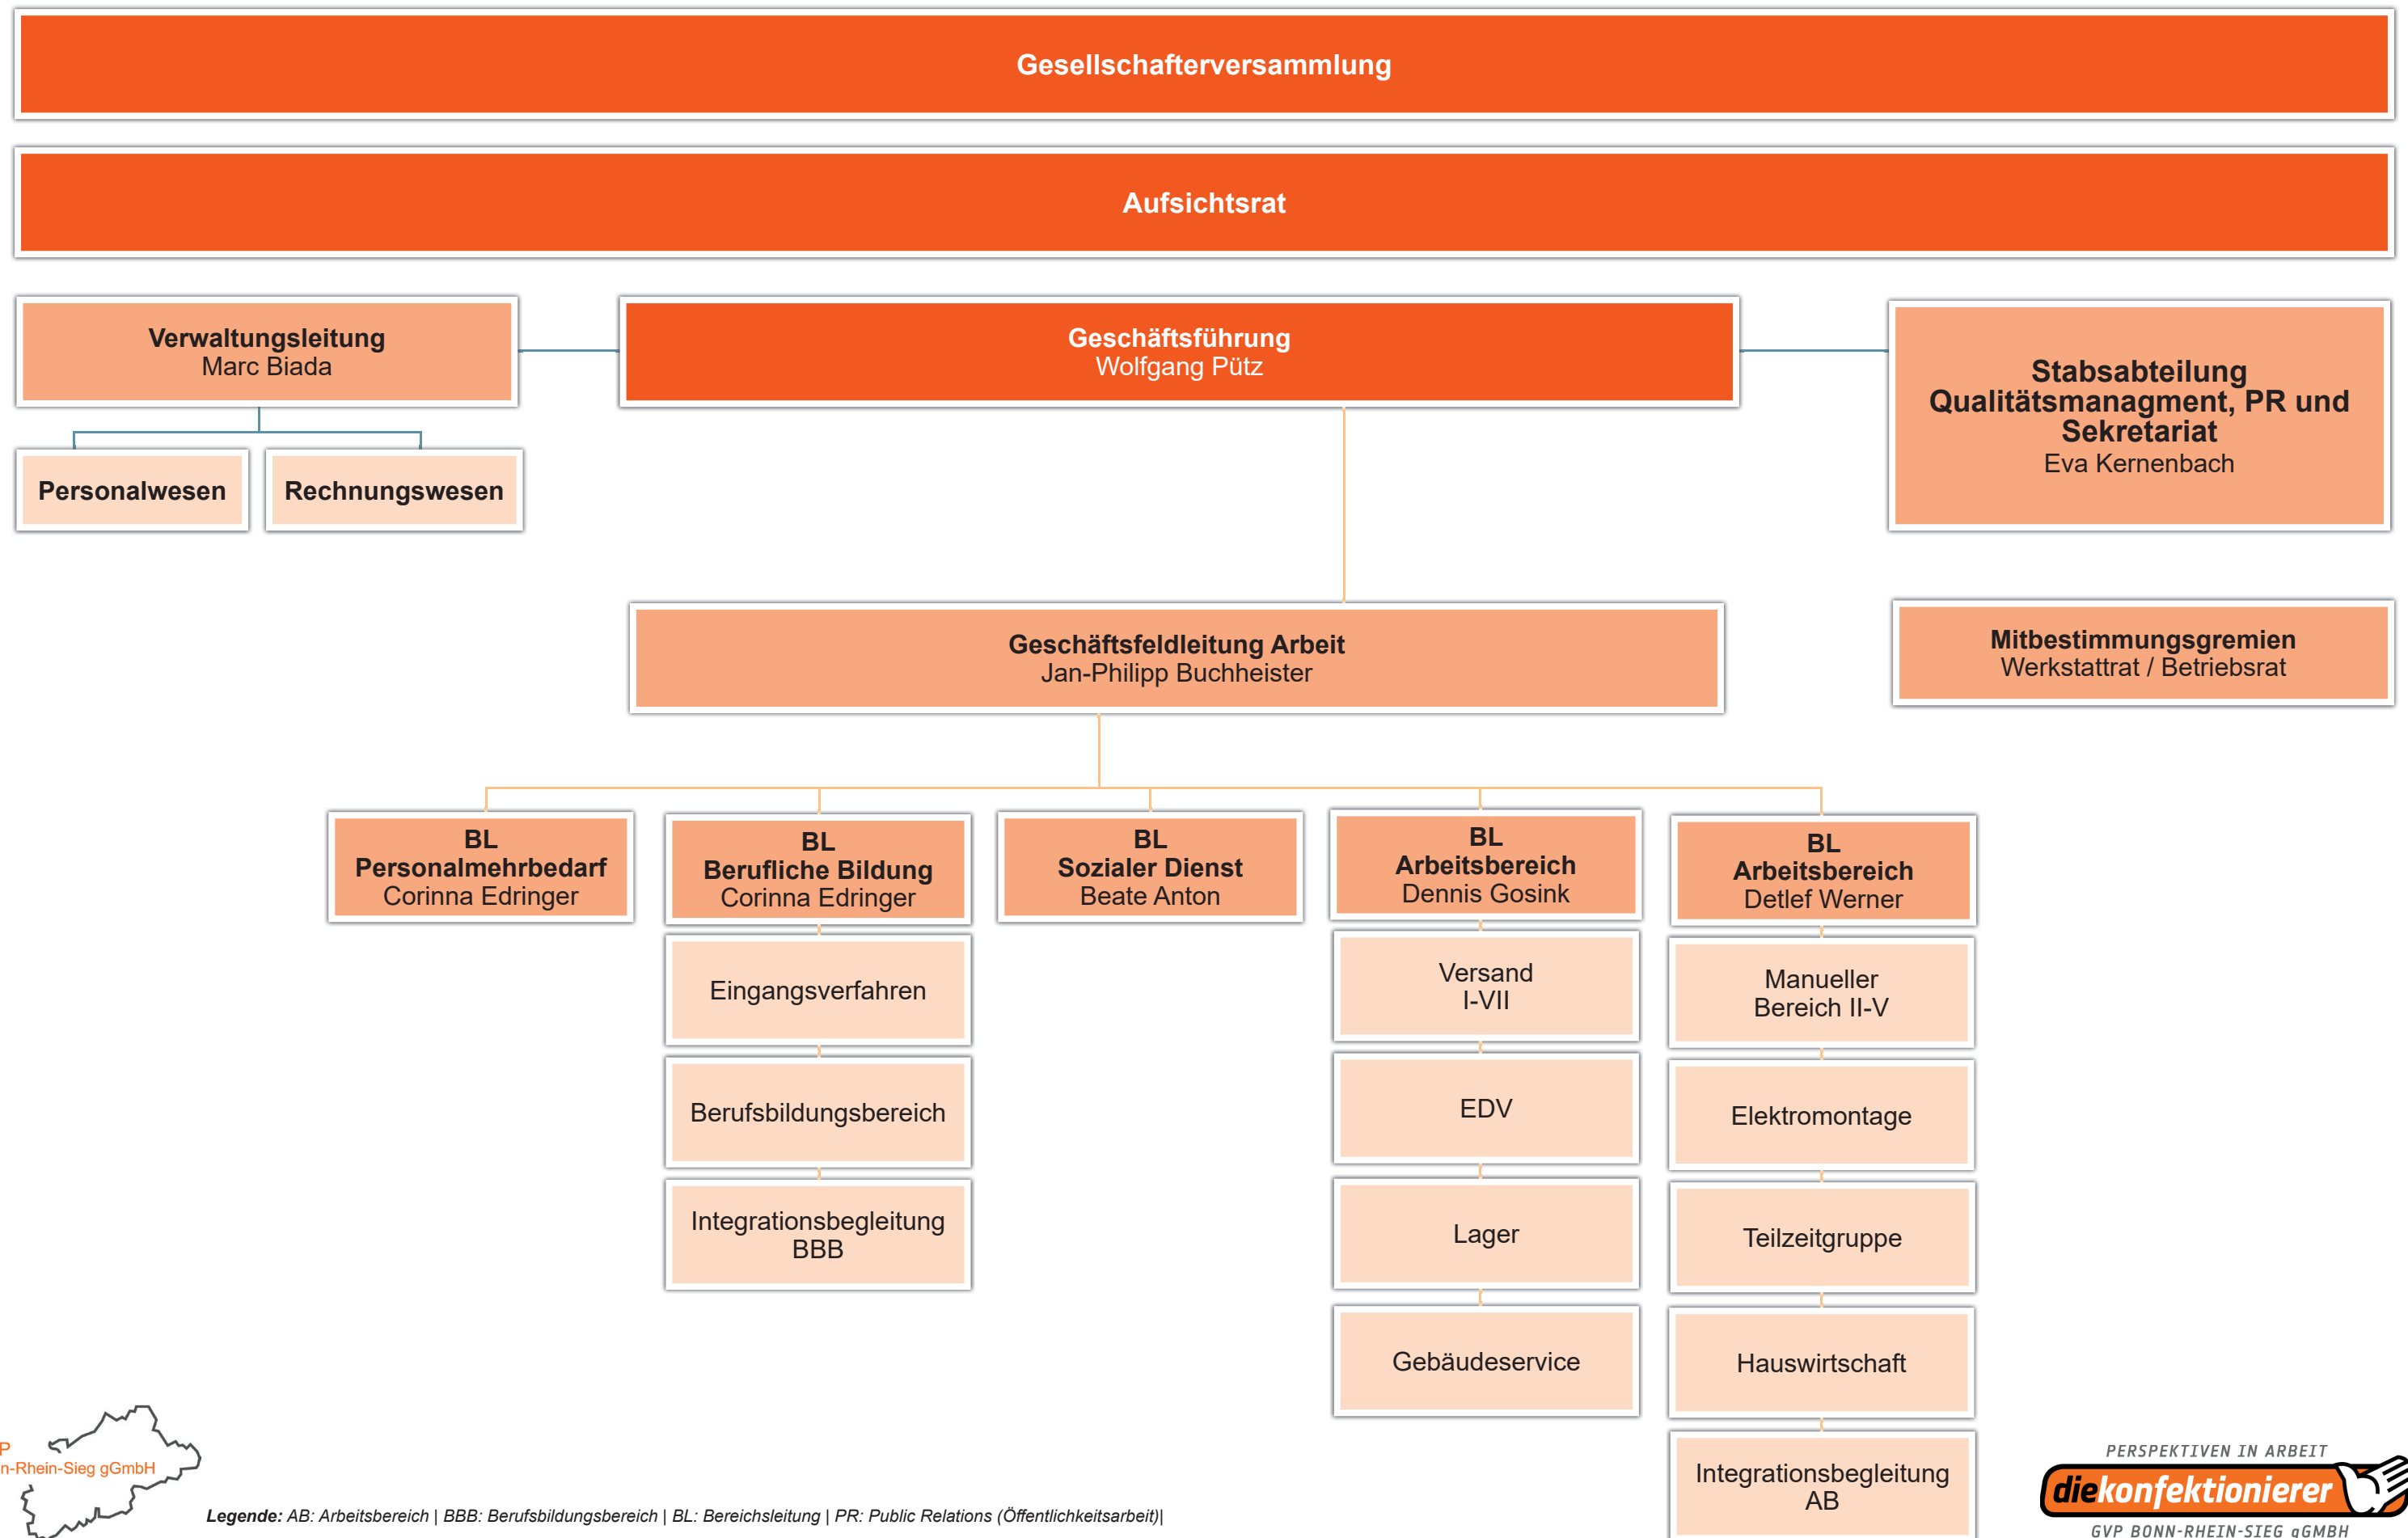 Gesellschafterversammlung
Aufsichtsrat
Verwaltungsleitung
Marc Biada
Geschäftsführung
Wolfgang Pütz
Stabsabteilung
Qualitätsmanagment, PR und
Sekretariat
Eva Kernenbach
Personalwesen
Rechnungswesen
Geschäftsfeldleitung Arbeit
Jan-Philipp Buchheister
Mitbestimmungsgremien
Werkstattrat / Betriebsrat
BL
Personalmehrbedarf
Corinna Edringer
BL
Berufliche Bildung
Corinna Edringer
Eingangsverfahren
Berufsbildungsbereich
Integrationsbegleitung
BBB
BL
Sozialer Dienst
Beate Anton
BL
Arbeitsbereich
Dennis Gosink
Versand
I-VII
EDV
Lager
Gebäudeservice
BL
Arbeitsbereich
Detlef Werner
Manueller
Bereich II-V
Elektromontage
Teilzeitgruppe
Hauswirtschaft
Integrationsbegleitung
AB
P
n-Rhein-Sieg gGmbH
Legende: AB: Arbeitsbereich | BBB: Berufsbildungsbereich | BL: Bereichsleitung | PR: Public Relations (Öffentlichkeitsarbeit)|
PERSPEKTIVEN IN ARBEIT
diekonfektionierer
GVP BONN-RHEIN-SIEG gGMBH